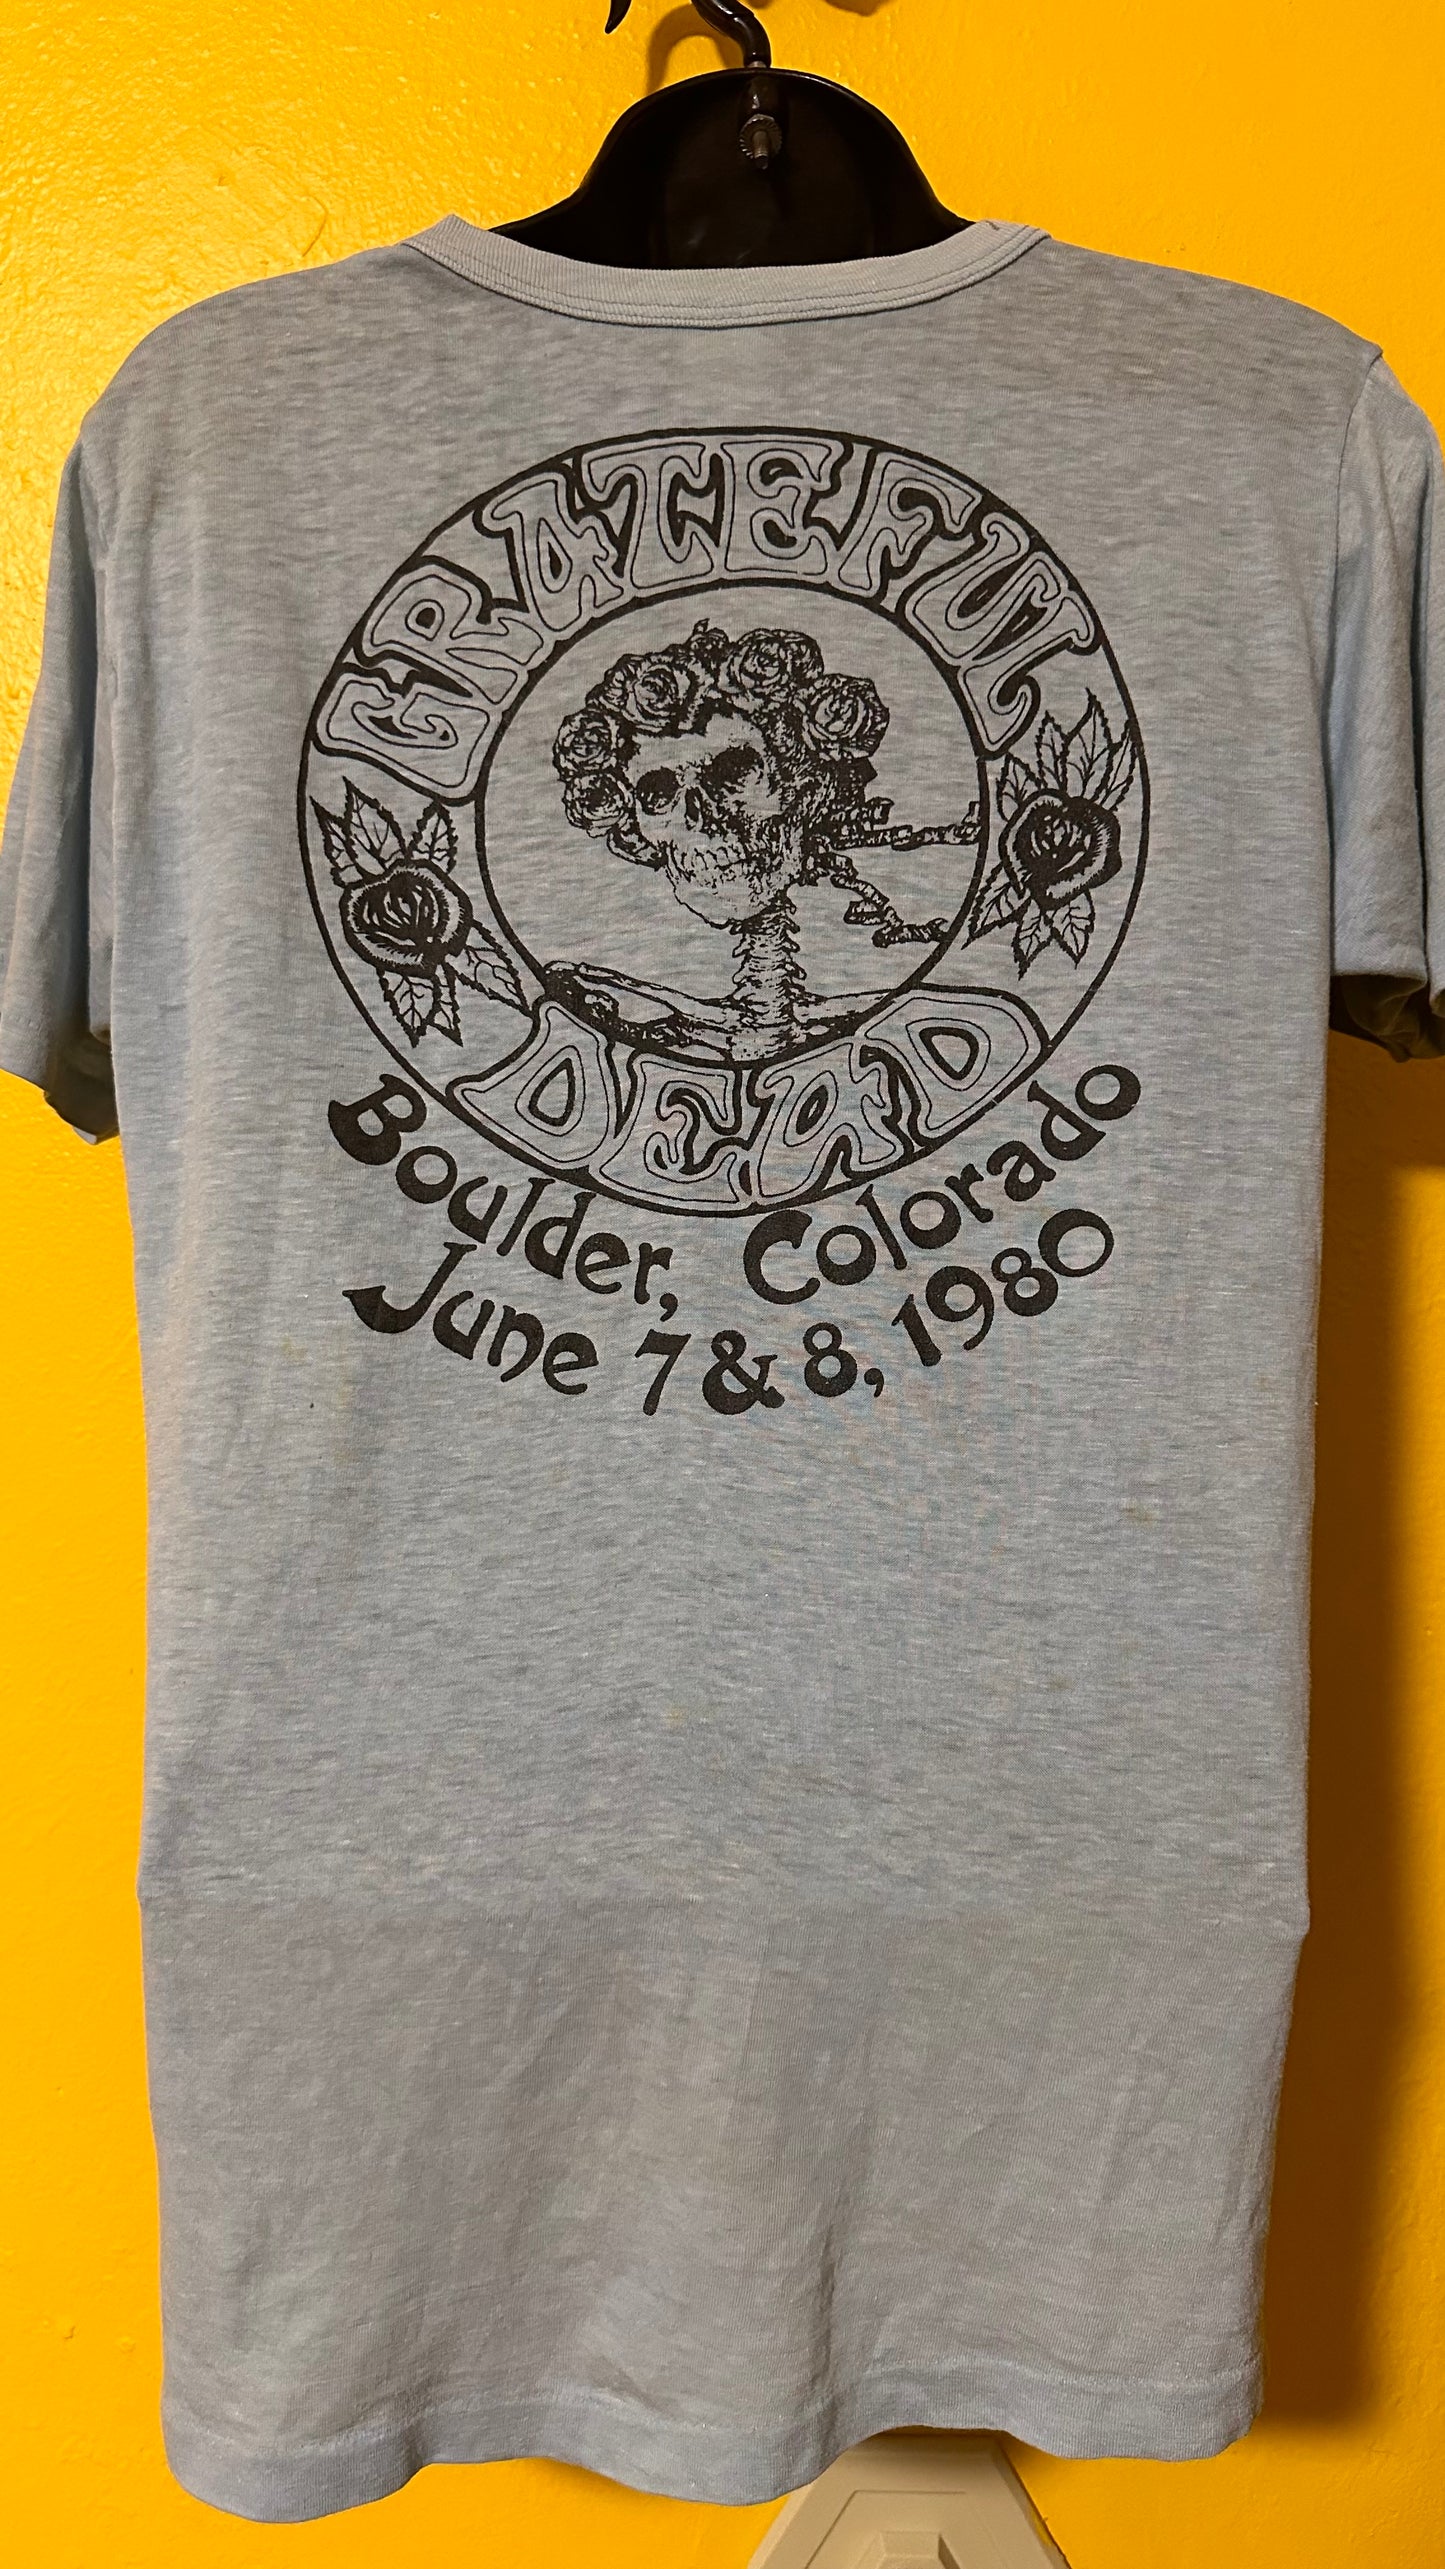 GRATEFUL
DEAD
Boulder, Colorado
June 7 & 8, 1980